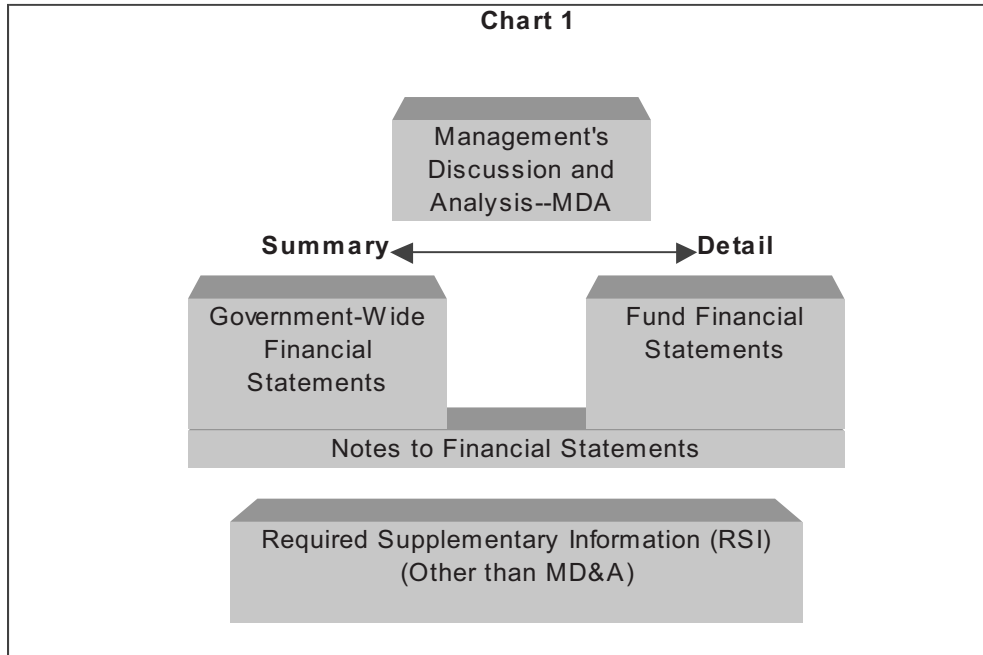 Chart 1
Management's
Discussion and
Analysis--MDA
Summary Detail
Government-Wide
Financial
Statements
Fund Financial
Statements
Notes to Financial Statements
Required Supplementary Information (RSI)
(Other than MD&A)